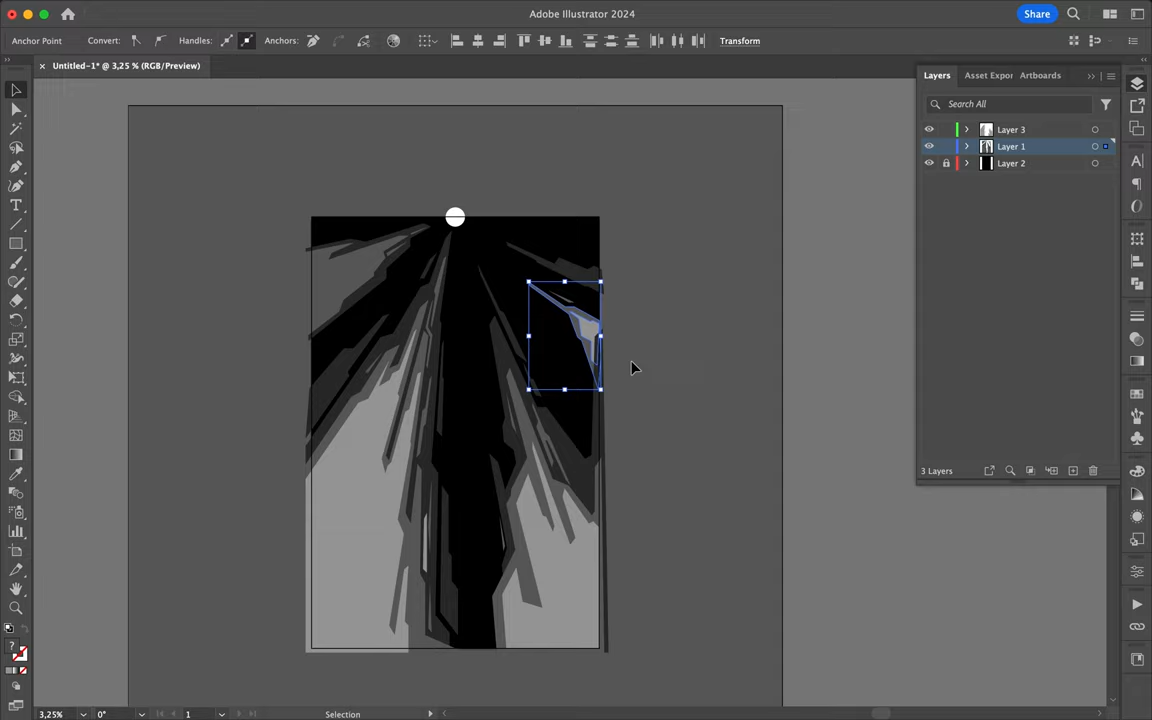 Adobe Illustrator 2024
Share
Anchor Point
Convert:
Handles:
Anchors:
Transform
× Untitled-1* @ 3,25 % (RGB/Preview)
Layers
Asset Expor
Artboards
Search All
Layer 3
Layer 1
Layer 2
3 Layers
3,25%
0°
1
Selection